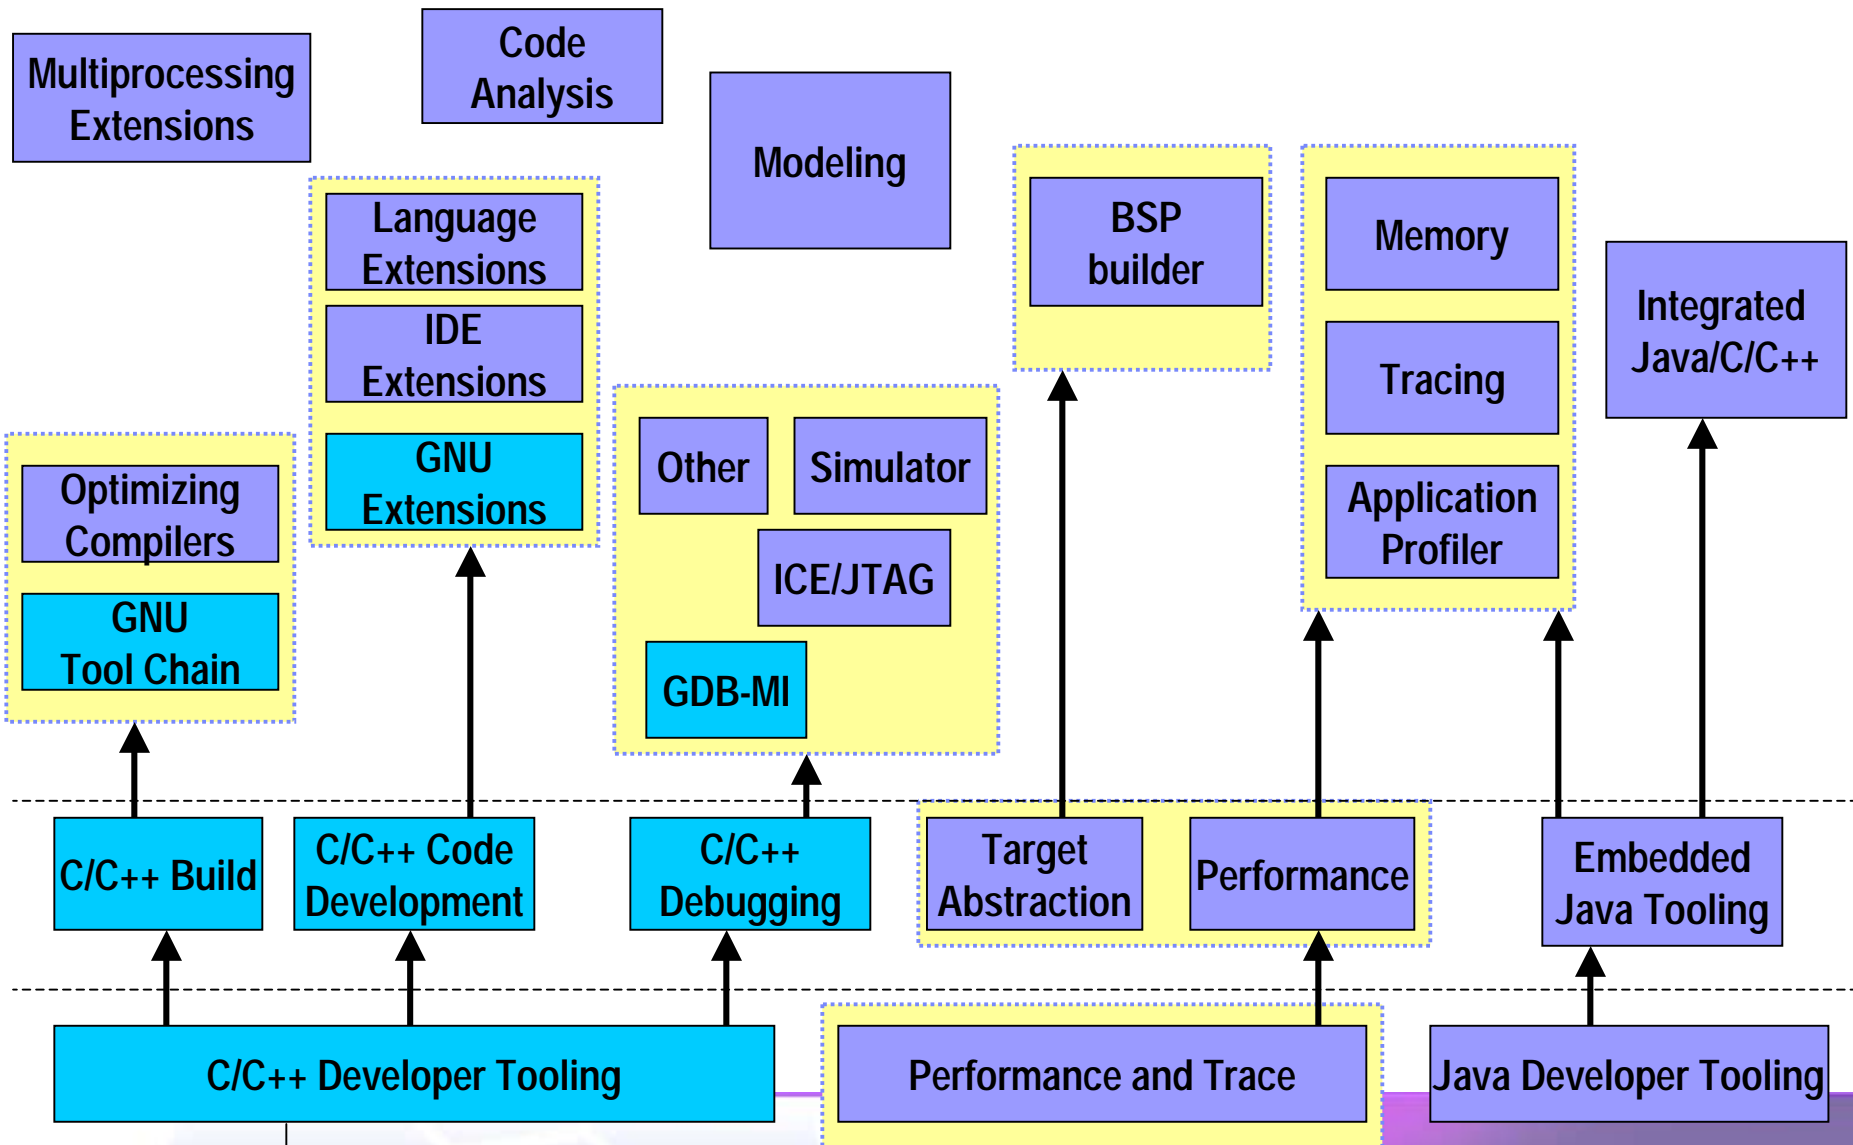 Multiprocessing
Extensions
Code
Analysis
Modeling
Language
Extensions
IDE
Extensions
GNU
Extensions
BSP
builder
Memory
Tracing
Application
Profiler
Integrated
Java/C/C++
Optimizing
Compilers
GNU
Tool Chain
Other
Simulator
ICE/JTAG
GDB-MI
C/C++ Build
C/C++ Code
Development
C/C++
Debugging
Target
Abstraction
Performance
Embedded
Java Tooling
C/C++ Developer Tooling
Performance and Trace
Java Developer Tooling